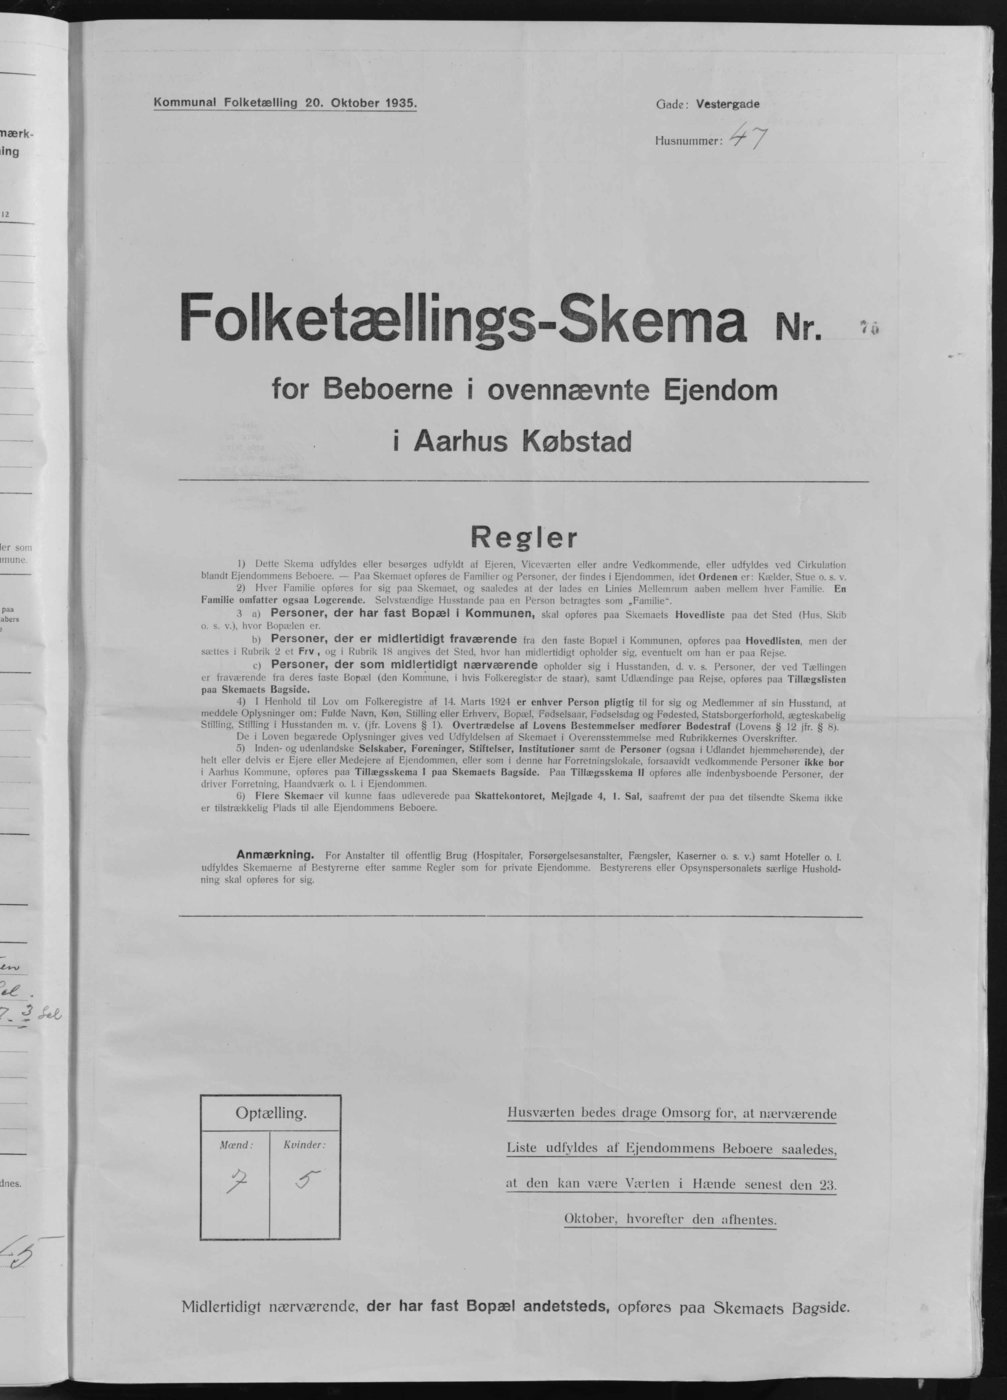 Kommunal Folketælling 20. Oktober 1935.
Gade: Vestergade
Husnummer: 47
Folketællings-Skema Nr.
for Beboerne i ovennævnte Ejendom
i Aarhus Købstad
Regler
1) Dette Skema udfyldes eller besørges udfyldt af Ejeren, Viceværten eller andre Vedkommende, eller udfyldes ved Cirkulation
blandt Ejendommens Beboere. — Paa Skemaet opføres de Familier og Personer, der findes i Ejendommen, idet Ordenen er: Kælder, Stue o. s. v.
2) Hver Familie opføres for sig paa Skemaet, og saaledes at der lades en Linies Mellemrum aaben mellem hver Familie. En
Familie omfatter ogsaa Logerende. Selvstændige Husstande paa en Person betragtes som „Familie“.
3 a) Personer, der har fast Bopæl i Kommunen, skal opføres paa Skemaets Hovedliste paa det Sted (Hus, Skib
o. s. v.), hvor Bopælen er.
b) Personer, der er midlertidigt fraværende fra den faste Bopæl i Kommunen, opføres paa Hovedlisten, men der
sættes i Rubrik 2 et Frv., og i Rubrik 18 angives det Sted, hvor han midlertidigt opholder sig, eventuelt om han er paa Rejse.
c) Personer, der som midlertidigt nærværende opholder sig i Husstanden, d. v. s. Personer, der ved Tællingen
er fraværende fra deres faste Bopæl (den Kommune, i hvis Folkeregister de staar), samt Udlændinge paa Rejse, opføres paa Tillægslisten
paa Skemaets Bagside.
4) I Henhold til Lov om Folkeregistre af 14. Marts 1924 er enhver Person pligtig til for sig og Medlemmer af sin Husstand, at
meddele Oplysninger om: Fulde Navn, Køn, Stilling eller Erhverv, Bopæl, Fødselsaar, Fødselsdag og Fødested, Statsborgerforhold, ægteskabelig
Stilling, Stilling i Husstanden m. v. (jfr. Lovens § 1). Overtrædelse af Lovens Bestemmelser medfører Bødestraf (Lovens § 12 jfr. § 8).
De i Loven begærede Oplysninger gives ved Udfyldelsen af Skemaet i Overensstemmelse med Rubrikkernes Overskrifter.
5) Inden- og udenlandske Selskaber, Foreninger, Stiftelser, Institutioner samt de Personer (ogsaa i Udlandet hjemmehørende), der
helt eller delvis er Ejere eller Medejere af Ejendommen, eller som i denne har Forretningslokale, forsaavidt vedkommende Personer ikke bor
i Aarhus Kommune, opføres paa Tillægsskema I paa Skemaets Bagside. Paa Tillægsskema II opføres alle indenbysboende Personer, der
driver Forretning, Haandværk o. l. i Ejendommen.
6) Flere Skemaer vil kunne faas udleverede paa Skattekontoret, Mejlgade 4, 1. Sal, saafremt der paa det tilsendte Skema ikke
er tilstrækkelig Plads til alle Ejendommens Beboere.
Anmærkning. For Anstalter til offentlig Brug (Hospitaler, Forsørgelsesanstalter, Fængsler, Kaserner o. s. v.) samt Hoteller o. l.
udfyldes Skemaerne af Bestyrerne efter samme Regler som for private Ejendomme. Bestyrerens eller Opsynspersonalets særlige Hushold-
ning skal opføres for sig.
Optælling.
Mænd: Kvinder:
7 5
Husværten bedes drage Omsorg for, at nærværende
Liste udfyldes af Ejendommens Beboere saaledes,
at den kan være Værten i Hænde senest den 23.
Oktober, hvorefter den afhentes.
Midlertidigt nærværende, der har fast Bopæl andetsteds, opføres paa Skemaets Bagside.